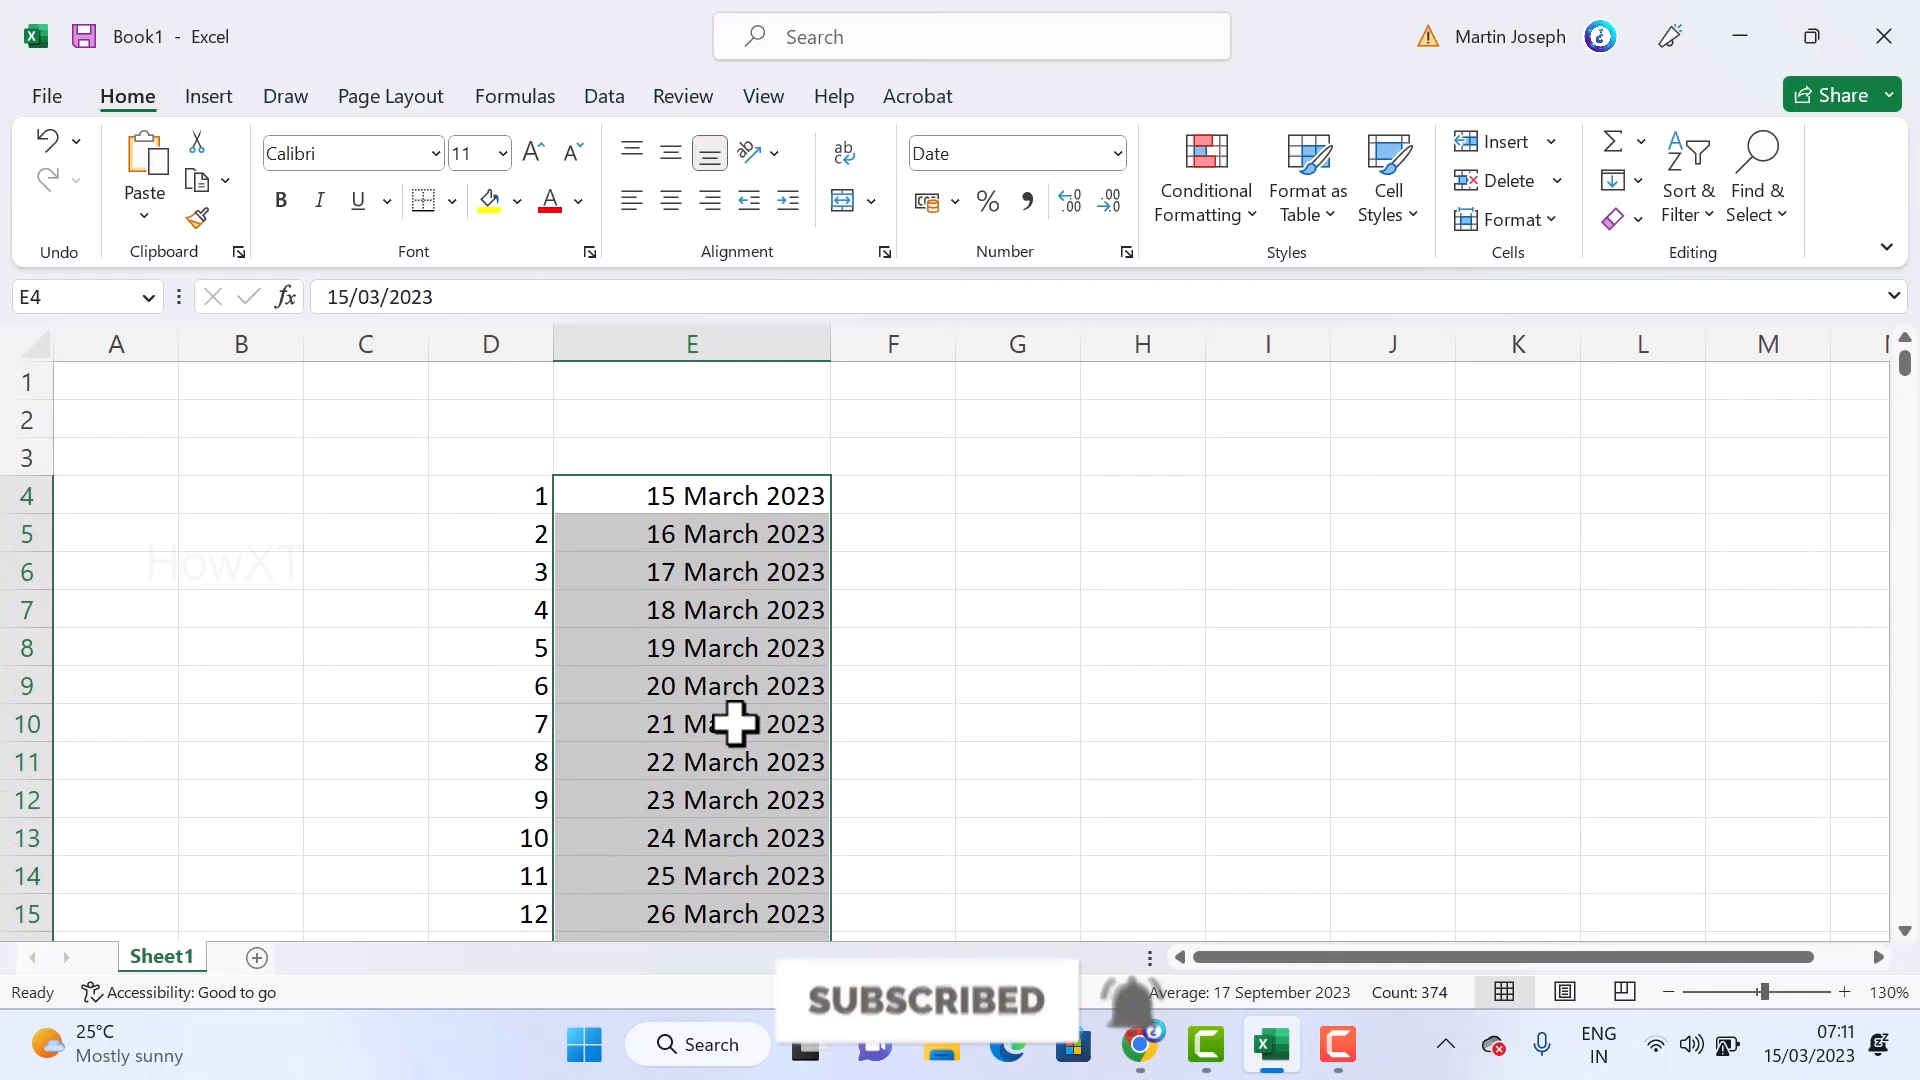 Book1 - Excel
Search
Martin Joseph
File Home Insert Draw Page Layout Formulas Data Review View Help Acrobat
Share
Calibri 11
Date
Insert
Delete
Format
Paste
Conditional Formatting
Format as Table
Cell Styles
Sort & Filter
Find & Select
Undo Clipboard Font Alignment Number Styles Cells Editing
E4 15/03/2023
A B C D E F G H I J K L M
1
2
3
4 1 15 March 2023
5 2 16 March 2023
6 3 17 March 2023
7 4 18 March 2023
8 5 19 March 2023
9 6 20 March 2023
10 7 21 March 2023
11 8 22 March 2023
12 9 23 March 2023
13 10 24 March 2023
14 11 25 March 2023
15 12 26 March 2023
HowXT
Sheet1
Ready Accessibility: Good to go
SUBSCRIBED
Average: 17 September 2023 Count: 374 130%
25°C
Mostly sunny
Search
ENG
IN
07:11
15/03/2023